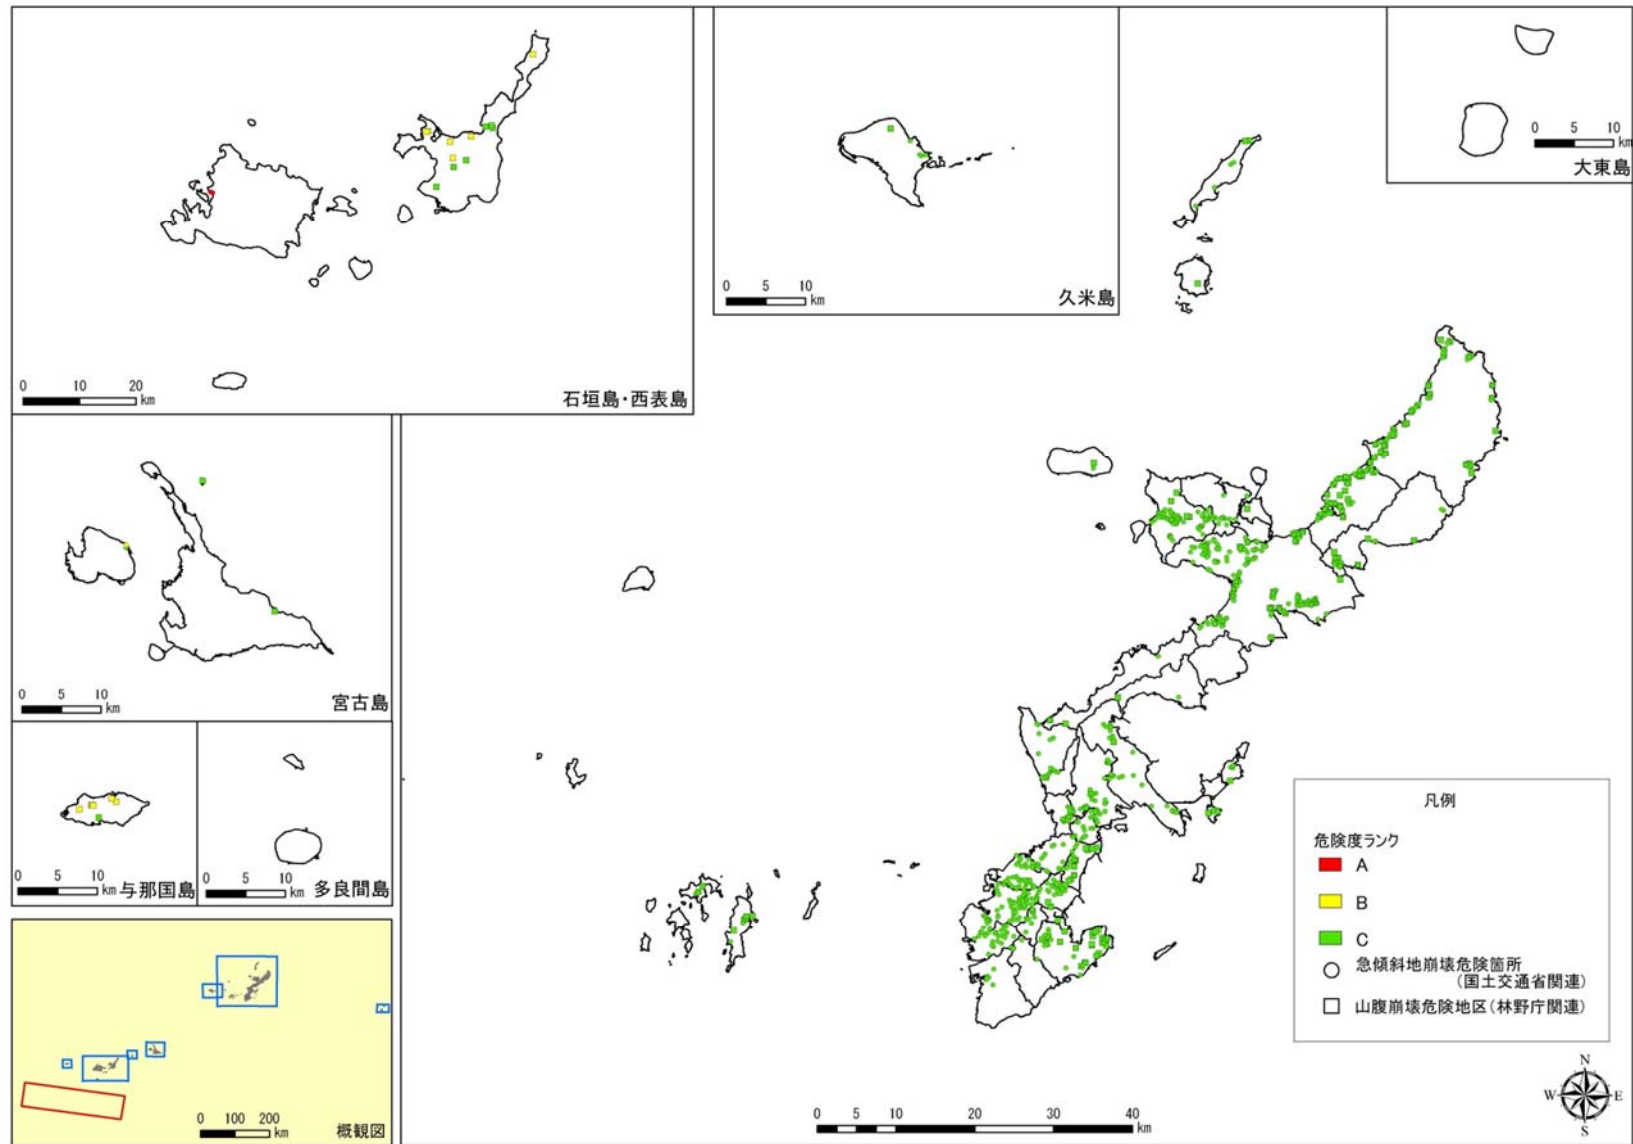 0 10 20
km
石垣島・西表島
0 5 10
km
久米島
0 5 10
km
大東島
0 5 10
km
宮古島
0 5 10
km
与那国島
0 5 10
km
多良間島
0 100 200
km
概観図
凡例
危険度ランク
A
B
C
急傾斜地崩壊危険箇所
(国土交通省関連)
山腹崩壊危険地区(林野庁関連)
N
W
E
S
0 5 10 20 30 40
km